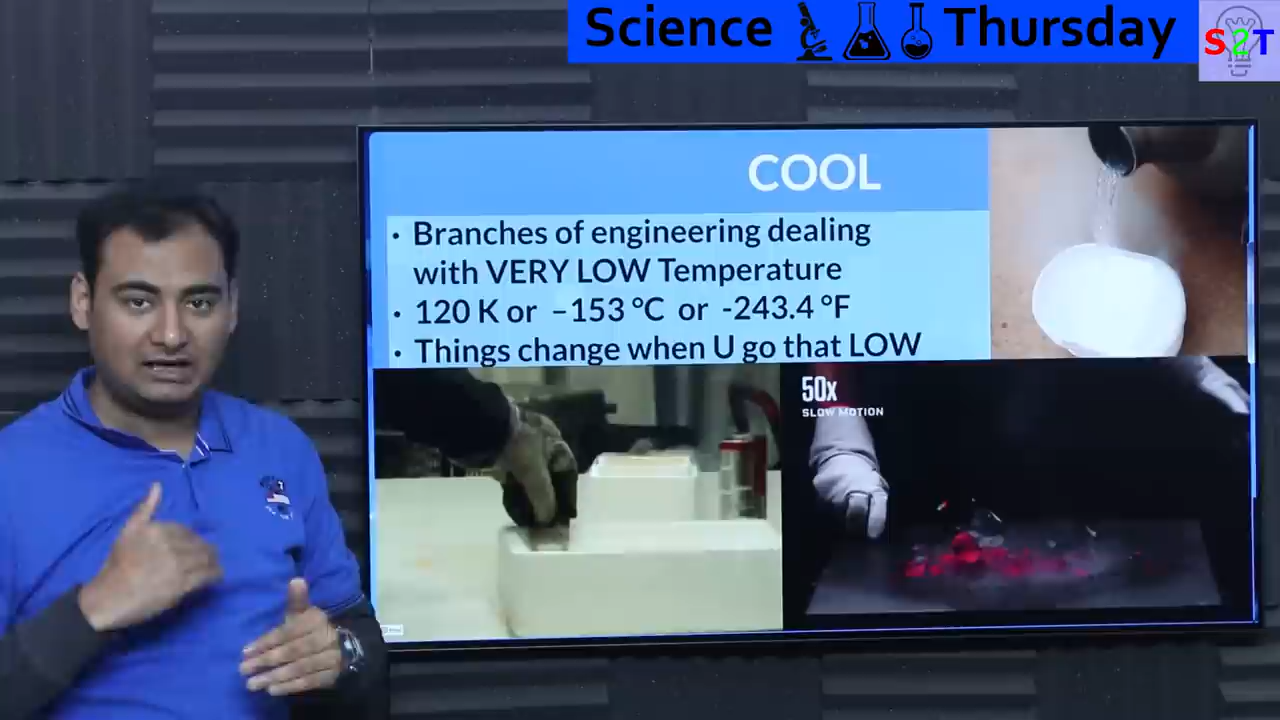 Science Thursday
S2T
COOL
• Branches of engineering dealing
with VERY LOW Temperature
• 120 K or –153 °C or -243.4 °F
• Things change when U go that LOW
50x
SLOW MOTION